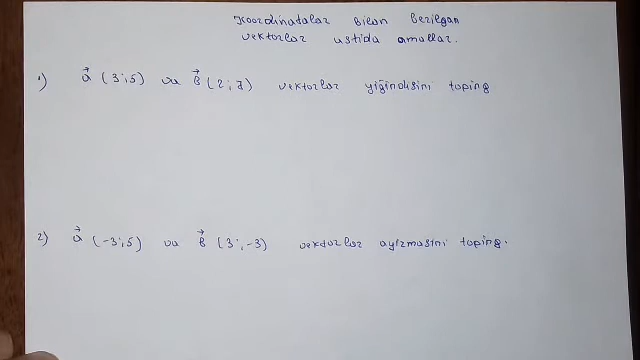 Koordinatalar bilan berilgan
vektorlar ustida amallar.
1) a⃗ (3;5) va b⃗ (2;7) vektorlar yig'indisini toping
2) a⃗ (-3;5) va b⃗ (3;-3) vektorlar ayirmasini toping.